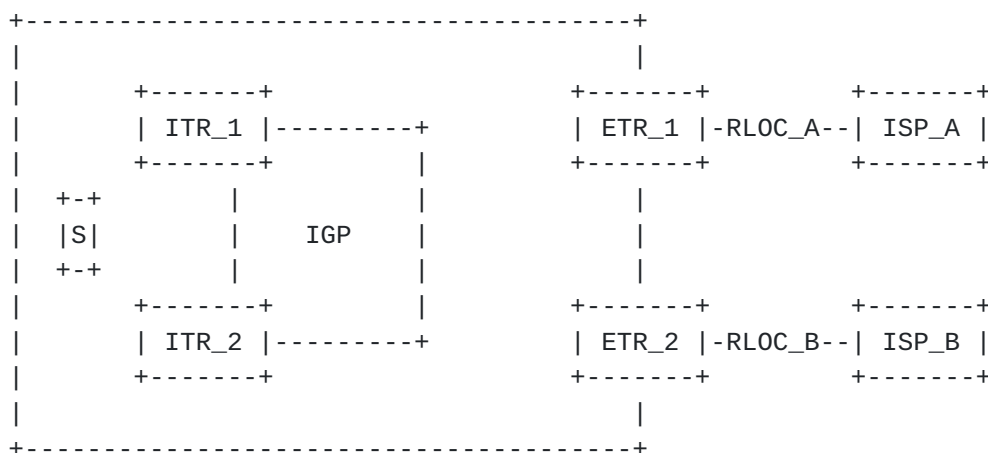 ITR_1 ETR_1 -RLOC_A-- ISP_A
S IGP
ITR_2 ETR_2 -RLOC_B-- ISP_B